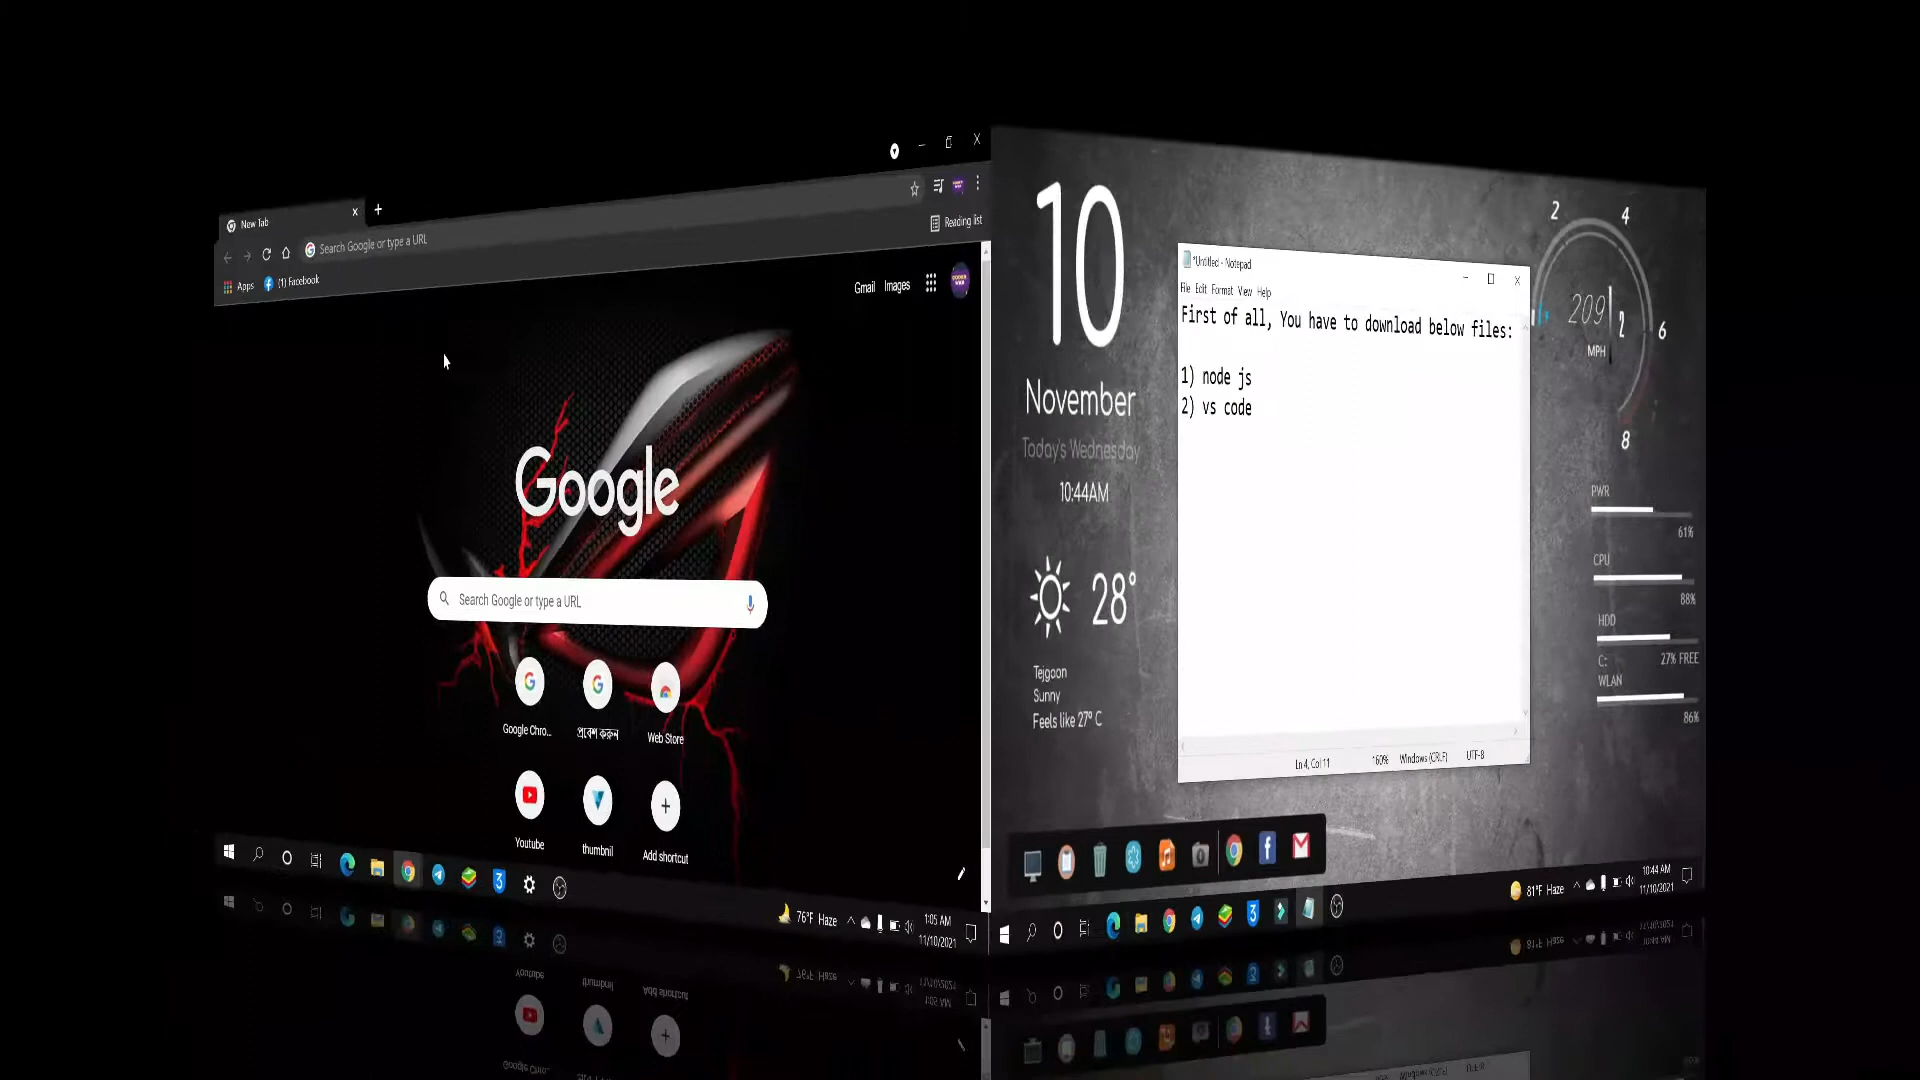 New Tab
Search Google or type a URL
Reading list
Apps
(1) Facebook
Gmail
Images
Google
Search Google or type a URL
Google Chro...
প্রবেশ করুন
Web Store
Youtube
thumbnil
Add shortcut
76°F Haze
1:05 AM
11/10/2021
10
November
Today's Wednesday
10:44AM
28°
Tejgaon
Sunny
Feels like 27° C
*Untitled - Notepad
File Edit Format View Help
First of all, You have to download below files:
1) node js
2) vs code
Ln 4, Col 11
160%
Windows (CRLF)
UTF-8
2
4
6
8
209
2
MPH
PWR
61%
CPU
88%
HDD
C:
27% FREE
WLAN
86%
81°F Haze
10:44 AM
11/10/2021